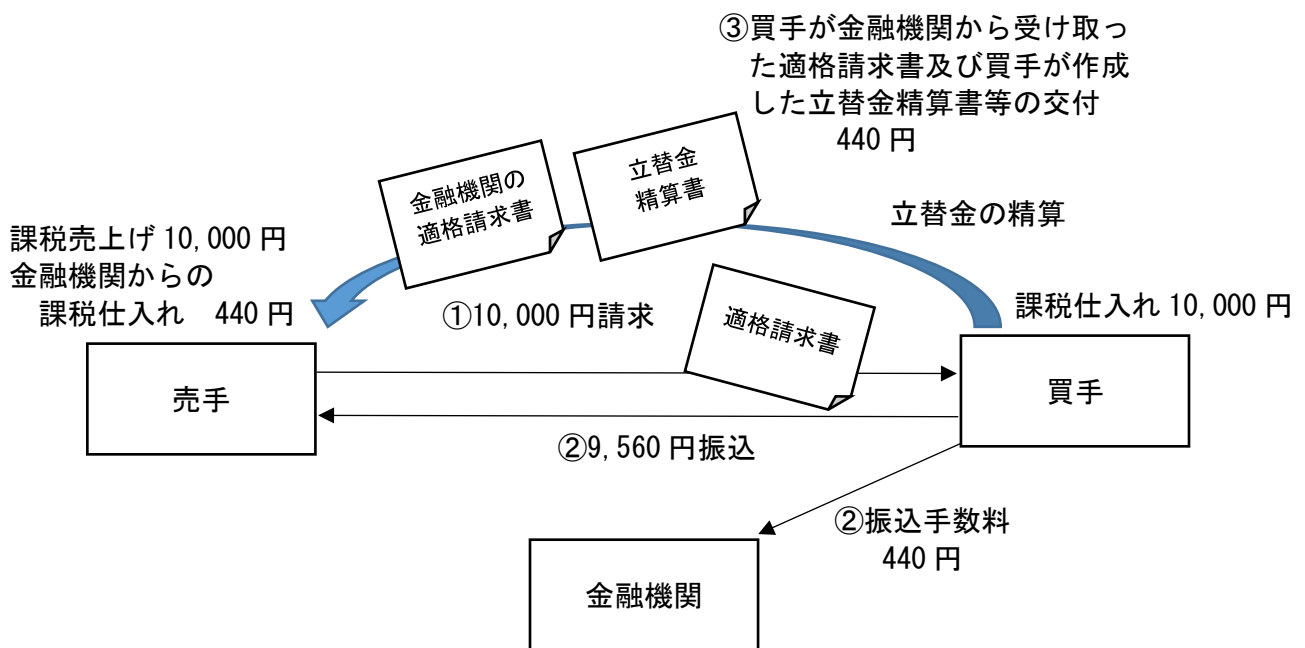 ③買手が金融機関から受け取っ
た適格請求書及び買手が作成
した立替金精算書等の交付
440 円
立替金
精算書
金融機関の
適格請求書
立替金の精算
課税売上げ 10,000 円
金融機関からの
課税仕入れ 440 円
①10,000 円請求
適格請求書
課税仕入れ 10,000 円
売手
買手
②9,560 円振込
②振込手数料
440 円
金融機関